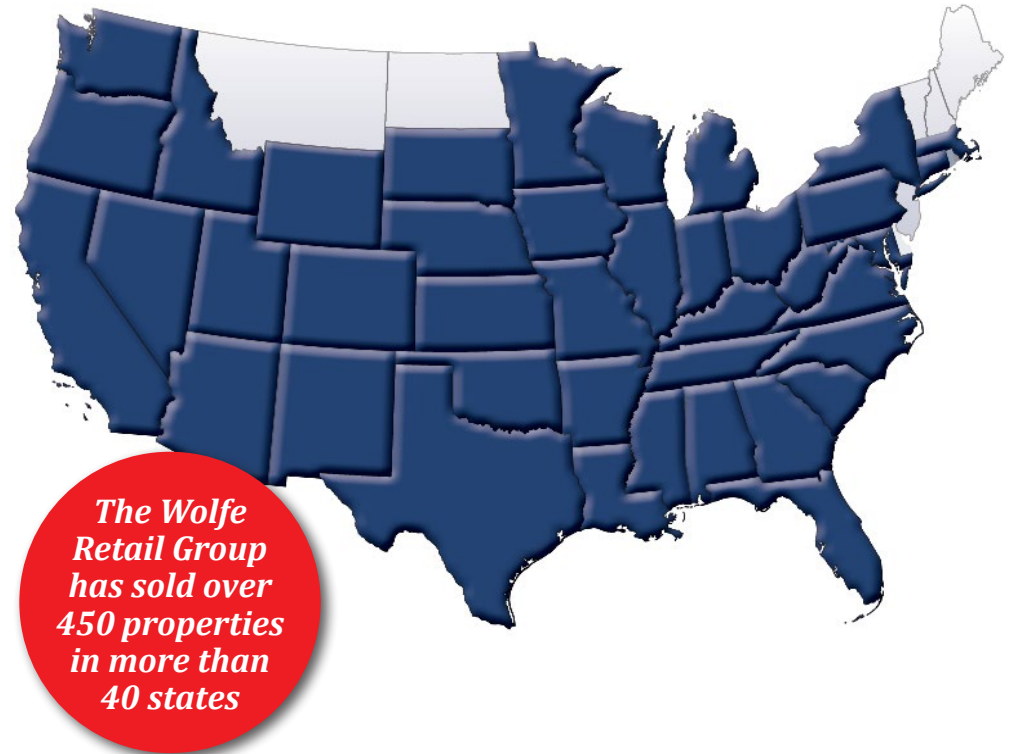 The Wolfe
Retail Group
has sold over
450 properties
in more than
40 states